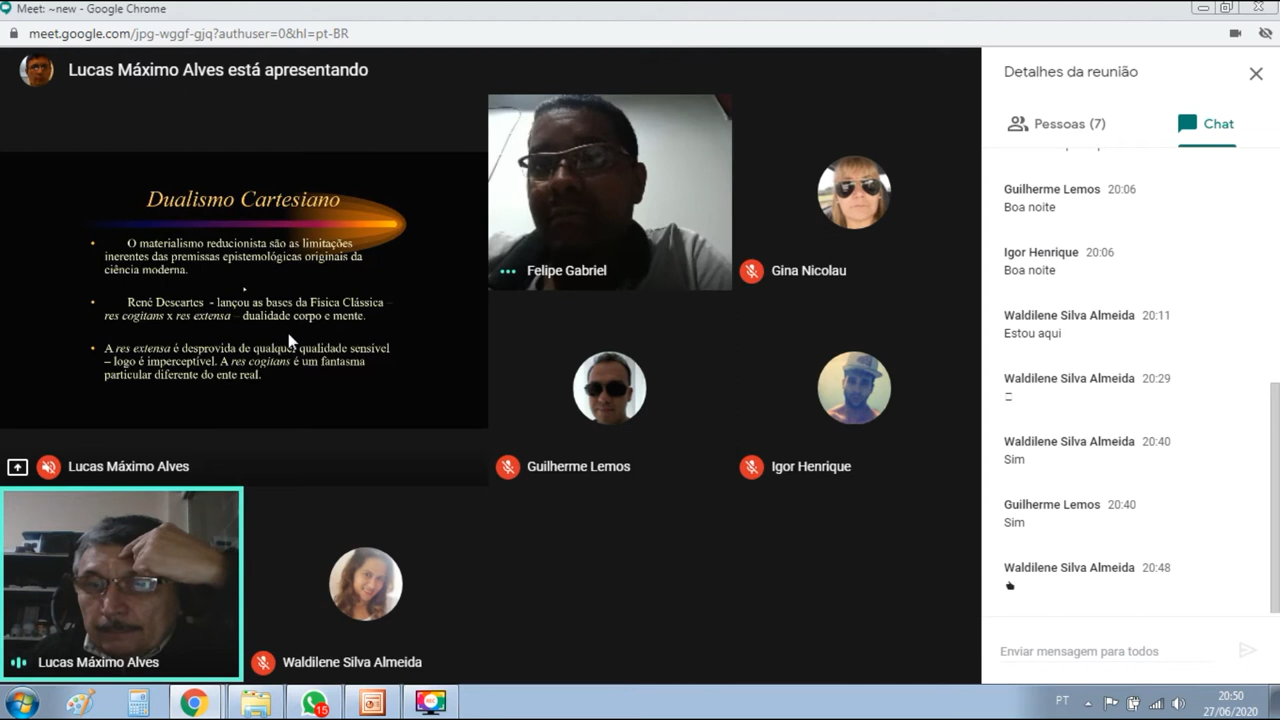 Meet: ~new - Google Chrome
meet.google.com/jpg-wggf-gjq?authuser=0&hl=pt-BR
Lucas Máximo Alves está apresentando
Dualismo Cartesiano
• O materialismo reducionista são as limitações
inerentes das premissas epistemológicas originais da
ciência moderna.
• René Descartes - lançou as bases da Física Clássica –
res cogitans x res extensa – dualidade corpo e mente.
• A res extensa é desprovida de qualquer qualidade sensível
– logo é imperceptível. A res cogitans é um fantasma
particular diferente do ente real.
Felipe Gabriel
Gina Nicolau
Lucas Máximo Alves
Guilherme Lemos
Igor Henrique
Lucas Máximo Alves
Waldilene Silva Almeida
Detalhes da reunião
Pessoas (7)
Chat
Guilherme Lemos 20:06
Boa noite
Igor Henrique 20:06
Boa noite
Waldilene Silva Almeida 20:11
Estou aqui
Waldilene Silva Almeida 20:29
Waldilene Silva Almeida 20:40
Sim
Guilherme Lemos 20:40
Sim
Waldilene Silva Almeida 20:48
Enviar mensagem para todos
15
REC
PT
20:50
27/06/2020